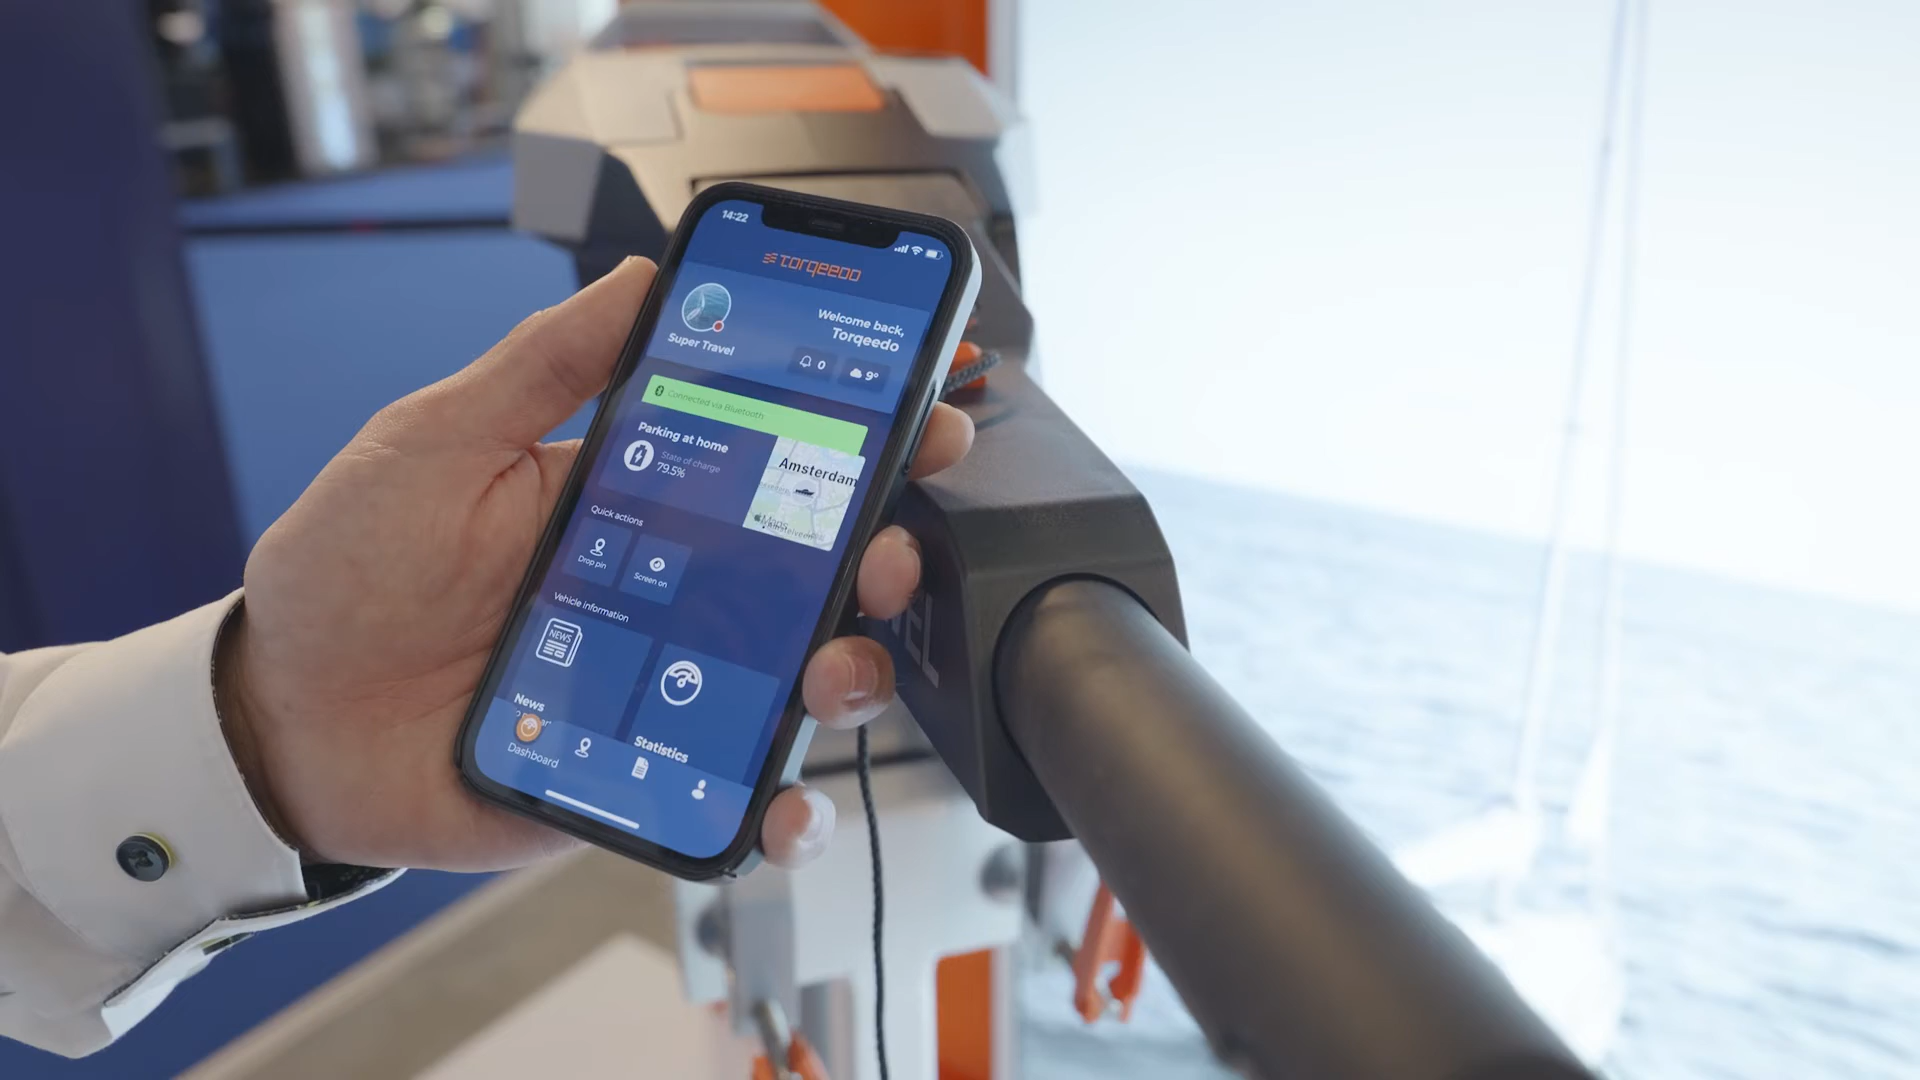 14:22
torqeedo
Welcome back,
Torqeedo
Super Travel
0
9°
Connected via Bluetooth
Parking at home
State of charge
79.5%
Amsterdam
Maps
Quick actions
Drop pin
Screen on
Vehicle information
NEWS
News
Statistics
Dashboard